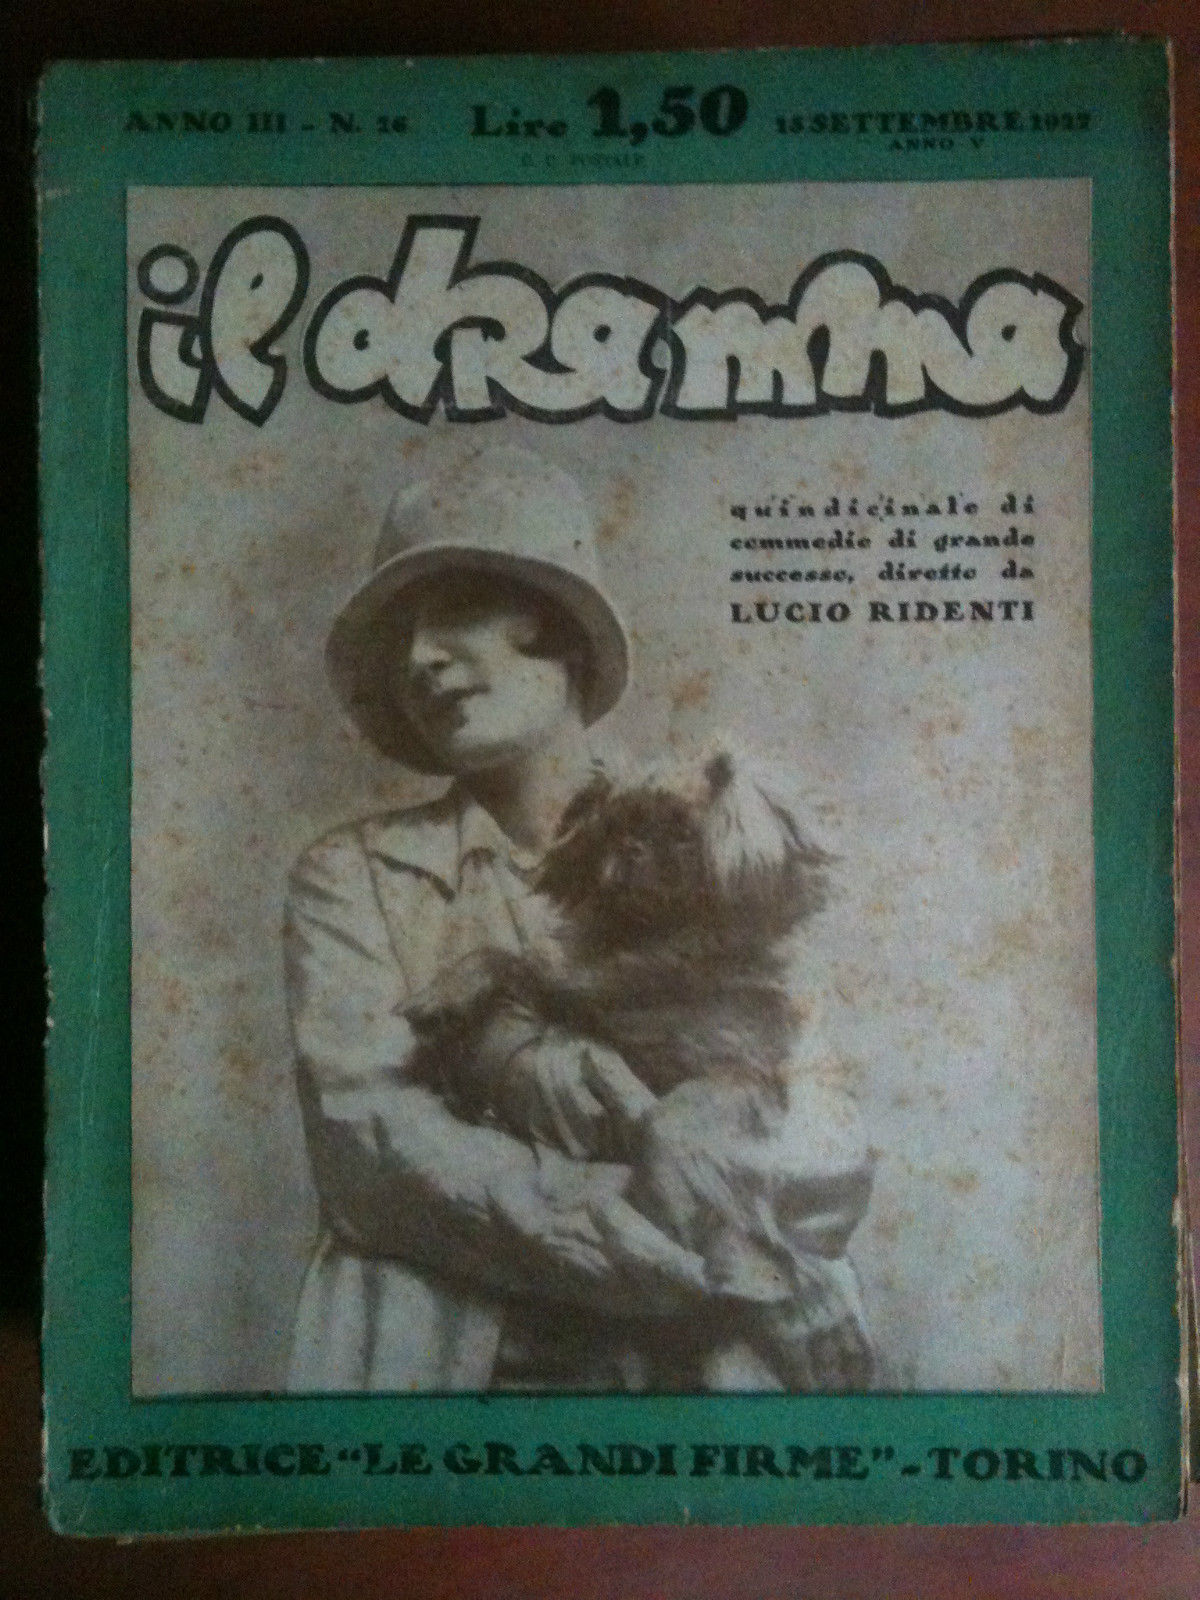 ANNO III - N. 26 Lire 1,50 15 SETTEMBRE 1927
ANNO V
C. C. POSTALE
il dramma
quindicinale di
commedie di grande
successo, diretto da
LUCIO RIDENTI
EDITRICE "LE GRANDI FIRME" - TORINO